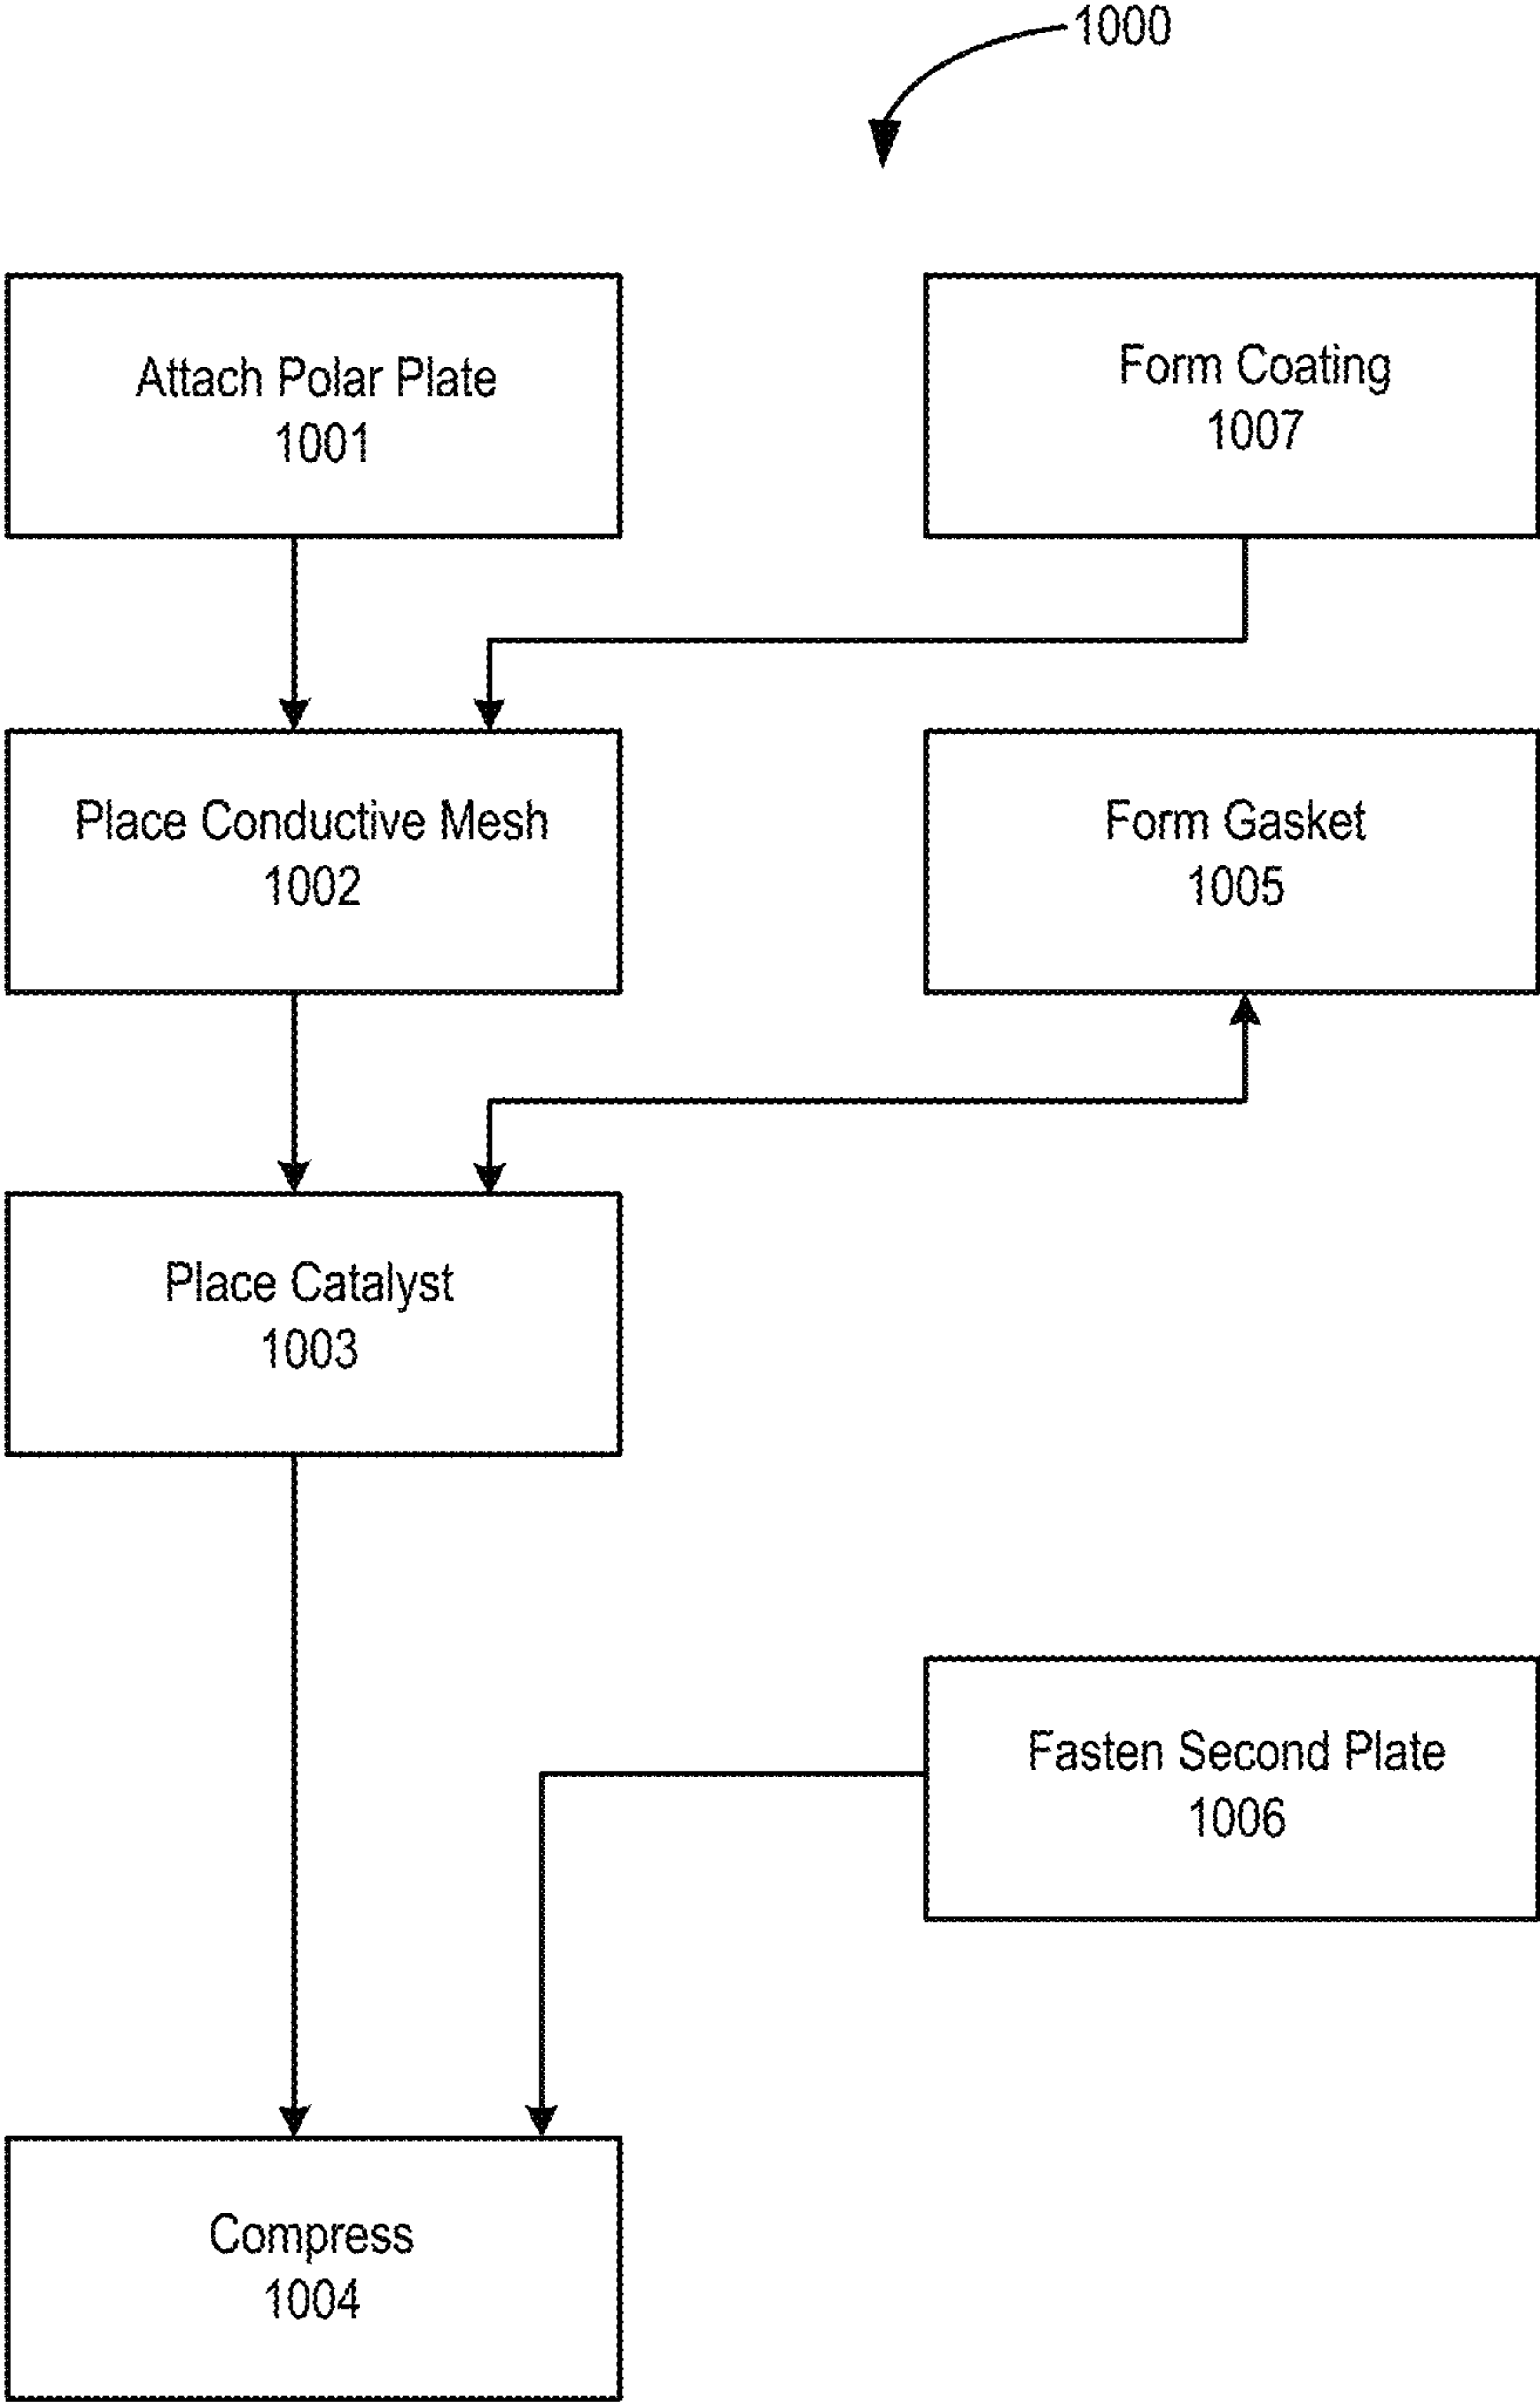 1000
Attach Polar Plate
1001
Form Coating
1007
Place Conductive Mesh
1002
Form Gasket
1005
Place Catalyst
1003
Fasten Second Plate
1006
Compress
1004